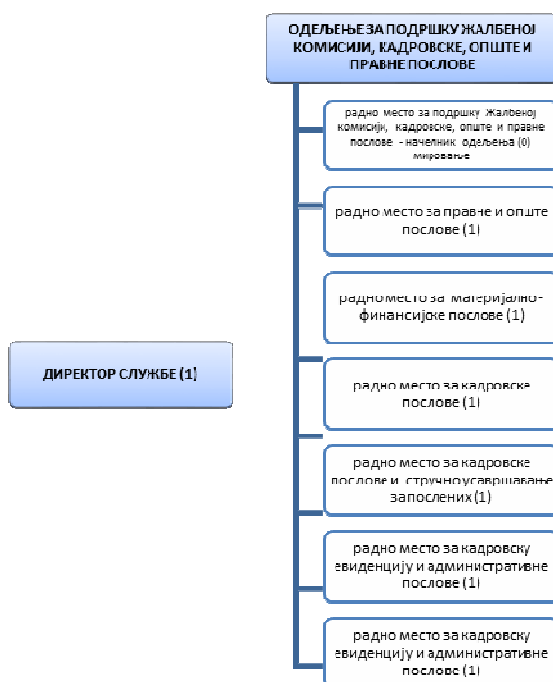 ОДЕЉЕЊЕ ЗА ПОДРШКУ ЖАЛБЕНОЈ
КОМИСИЈИ, КАДРОВСКЕ, ОПШТЕ И
ПРАВНЕ ПОСЛОВЕ
радно место за подршку Жалбеној
комисији, кадровске, опште и правне
послове - начелник одељења (0)
мировање
радно место за правне и опште
послове (1)
радно место за материјално-
финансијске послове (1)
ДИРЕКТОР СЛУЖБЕ (1)
радно место за кадровске
послове (1)
радно место за кадровске
послове и стручно усавршавање
запослених (1)
радно место за кадровску
евиденцију и административне
послове (1)
радно место за кадровску
евиденцију и административне
послове (1)